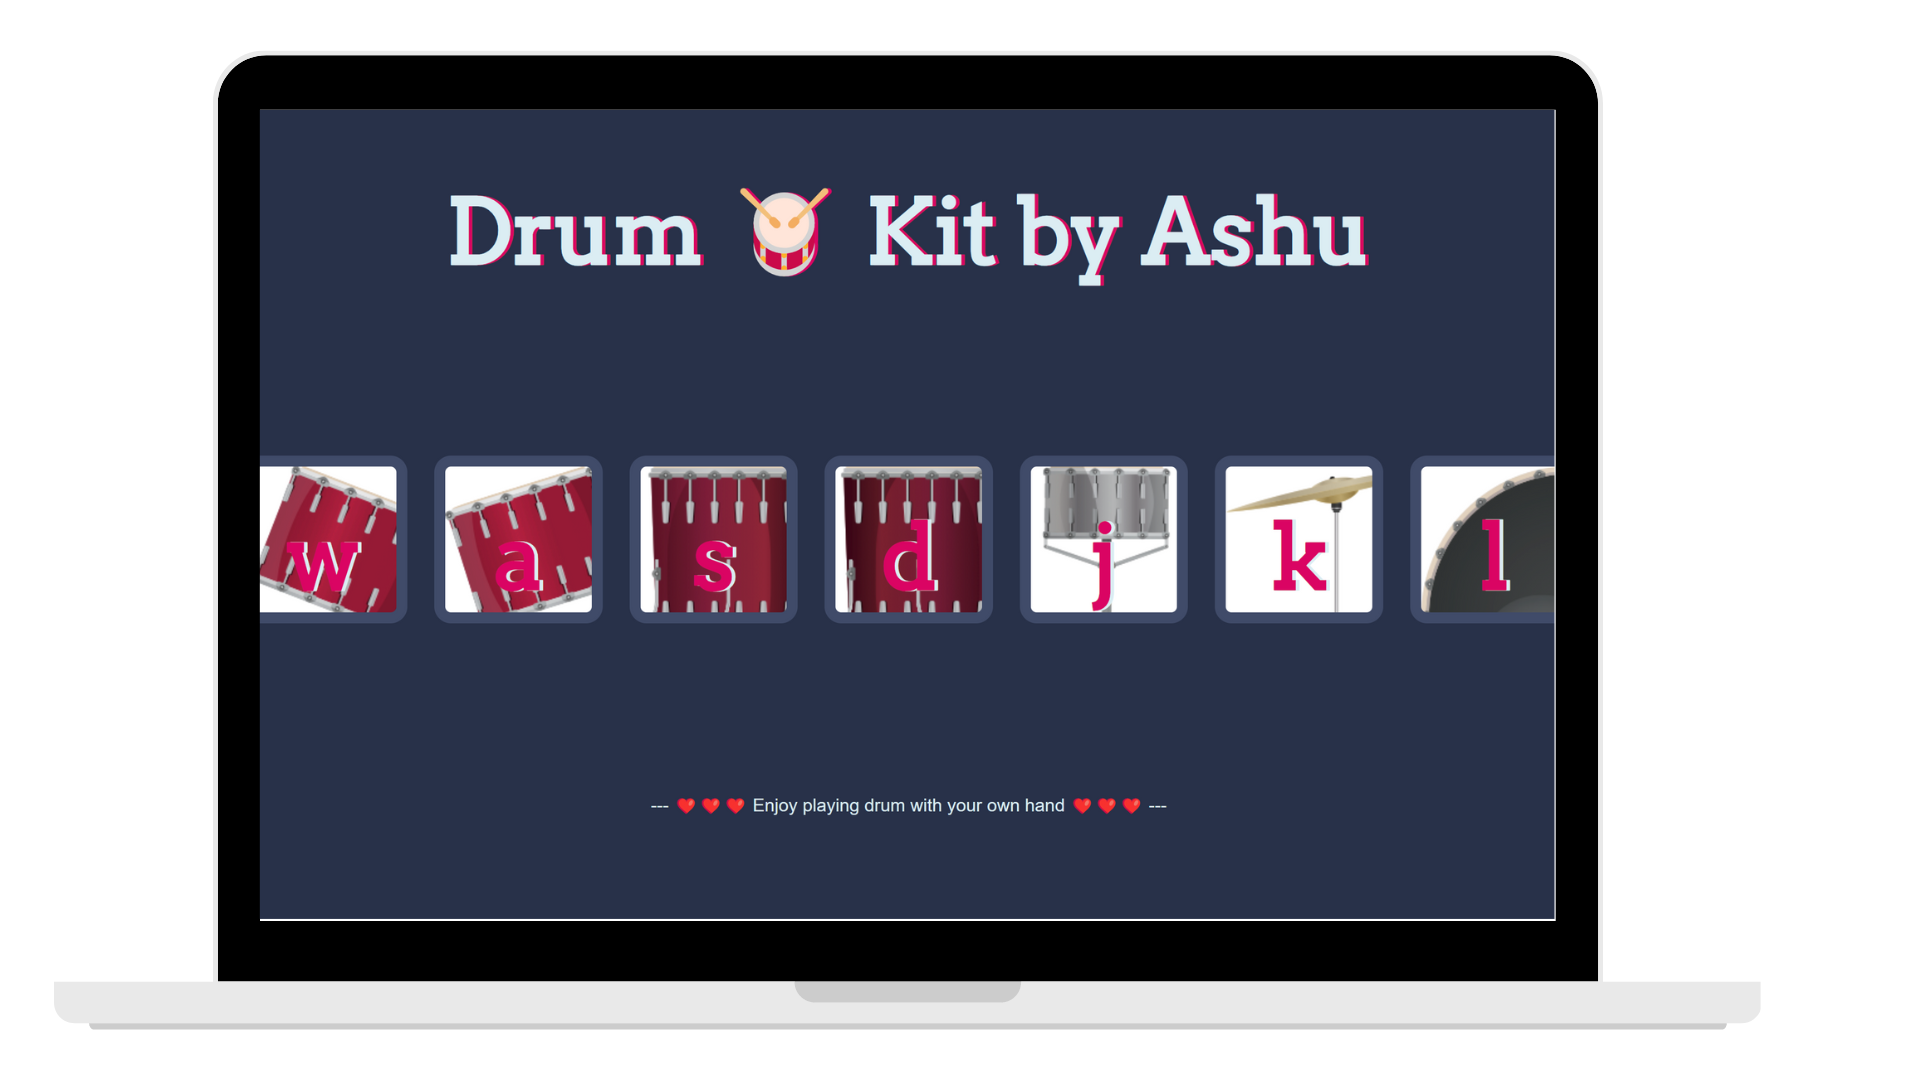 Drum 🥁 Kit by Ashu
w a s d j k l
--- ❤️ ❤️ ❤️ Enjoy playing drum with your own hand ❤️ ❤️ ❤️ ---